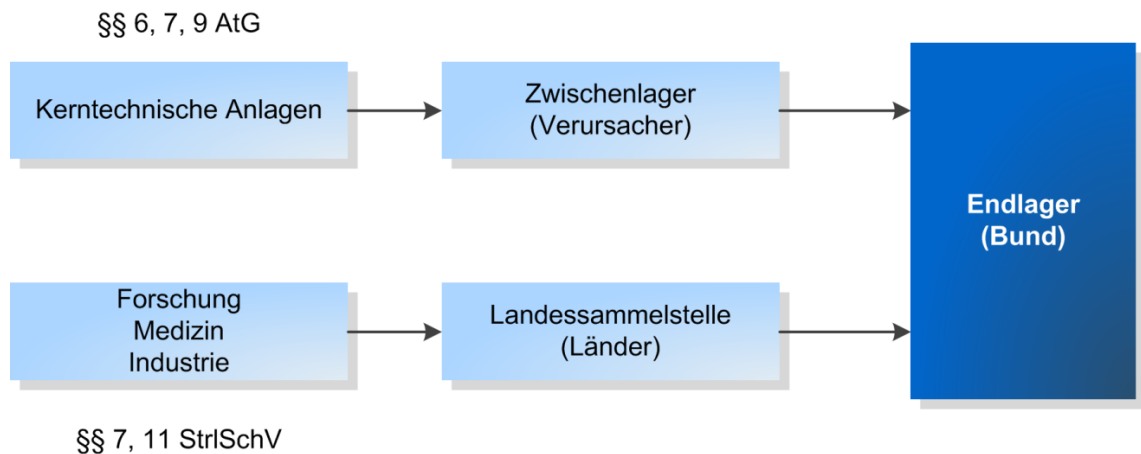 §§ 6, 7, 9 AtG
Kerntechnische Anlagen
Zwischenlager
(Verursacher)
Endlager
(Bund)
Forschung
Medizin
Industrie
Landessammelstelle
(Länder)
§§ 7, 11 StrlSchV